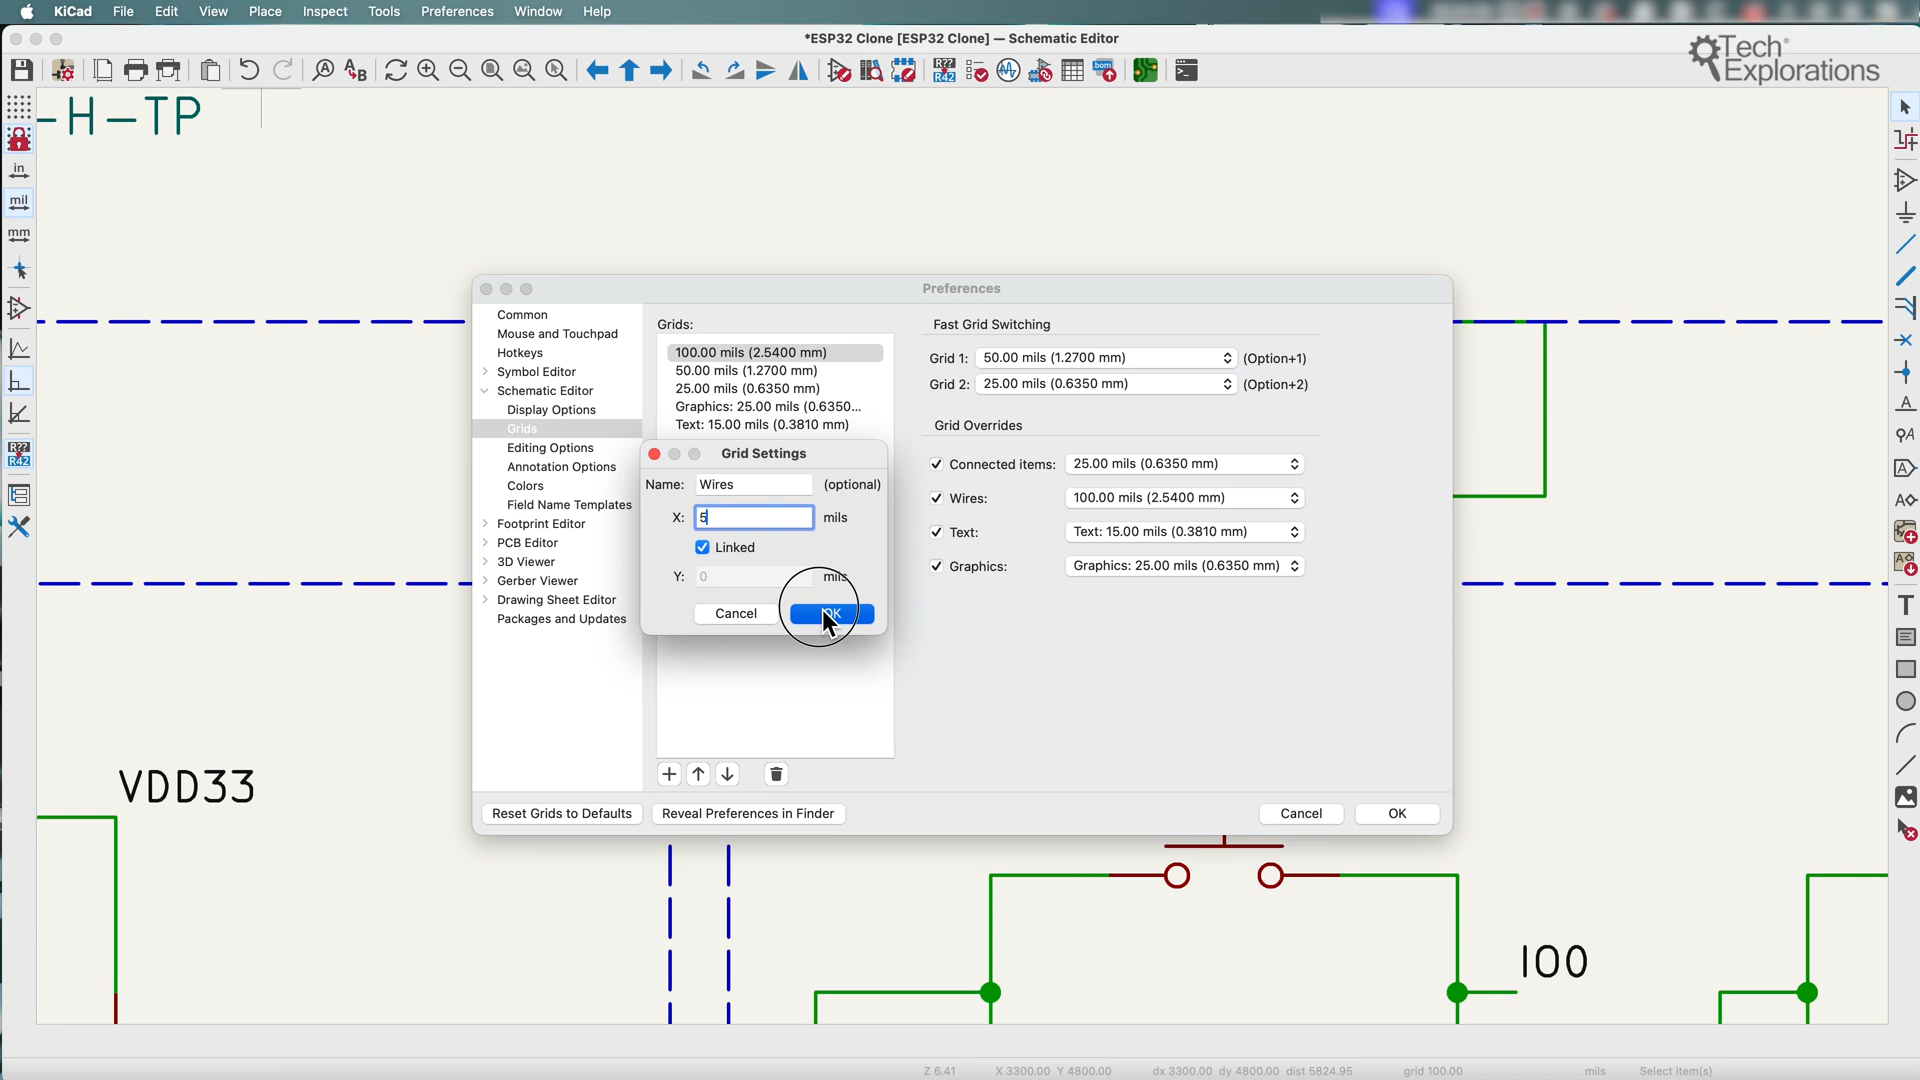 KiCad File Edit View Place Inspect Tools Preferences Window Help
*ESP32 Clone [ESP32 Clone] — Schematic Editor
Tech
Explorations
-H-TP
in
mil
mm
R??
R42
Preferences
Common
Mouse and Touchpad
Hotkeys
Symbol Editor
Schematic Editor
Display Options
Grids
Editing Options
Annotation Options
Colors
Field Name Templates
Footprint Editor
PCB Editor
3D Viewer
Gerber Viewer
Drawing Sheet Editor
Packages and Updates
Grids:
100.00 mils (2.5400 mm)
50.00 mils (1.2700 mm)
25.00 mils (0.6350 mm)
Graphics: 25.00 mils (0.6350...
Text: 15.00 mils (0.3810 mm)
Grid Settings
Name: Wires (optional)
X: 5 mils
Linked
Y: 0 mils
Cancel OK
Fast Grid Switching
Grid 1: 50.00 mils (1.2700 mm) (Option+1)
Grid 2: 25.00 mils (0.6350 mm) (Option+2)
Grid Overrides
Connected items: 25.00 mils (0.6350 mm)
Wires: 100.00 mils (2.5400 mm)
Text: Text: 15.00 mils (0.3810 mm)
Graphics: Graphics: 25.00 mils (0.6350 mm)
Reset Grids to Defaults Reveal Preferences in Finder Cancel OK
VDD33
IO0
Z 6.41 X 3300.00 Y 4800.00 dx 3300.00 dy 4800.00 dist 5824.95 grid 100.00 mils Select item(s)